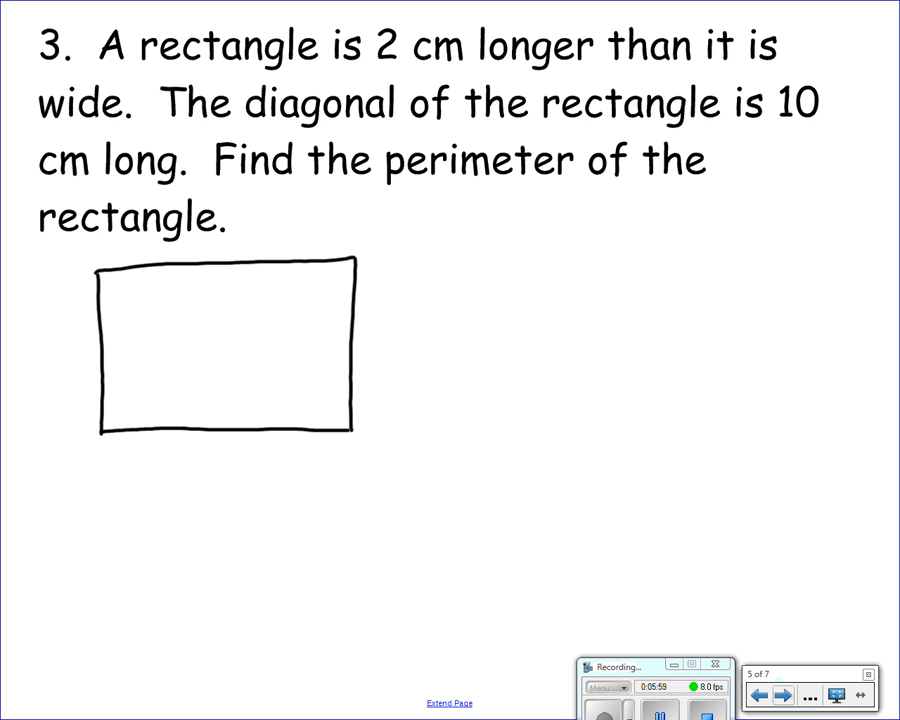 3. A rectangle is 2 cm longer than it is
wide. The diagonal of the rectangle is 10
cm long. Find the perimeter of the
rectangle.
Recording...
Menu
0:05:59
8.0 fps
5 of 7
...
Extend Page